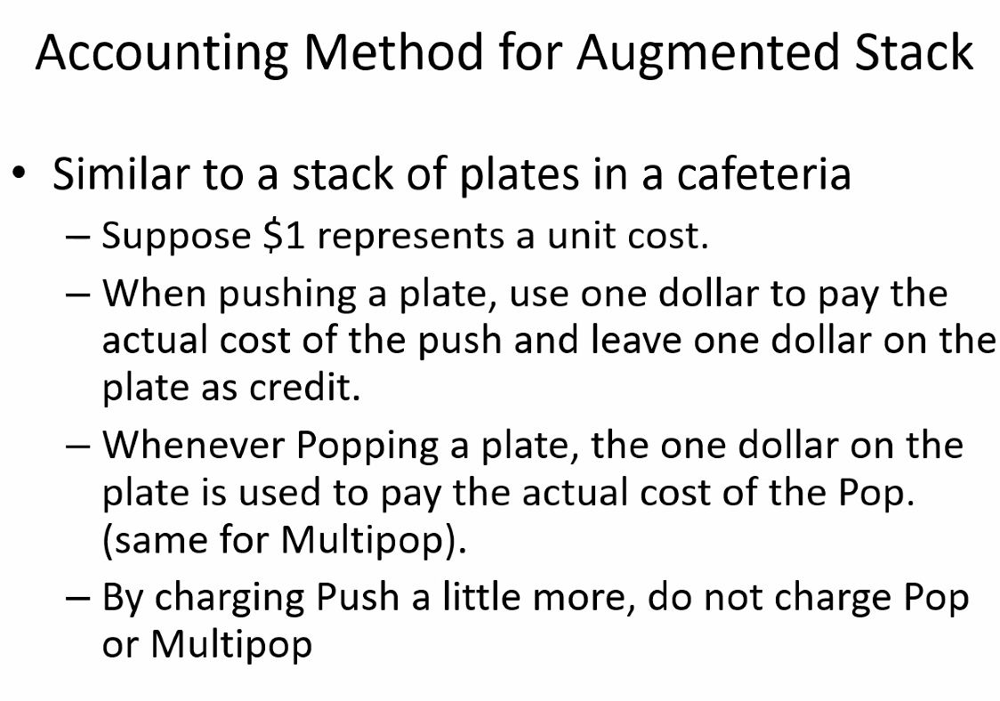 Accounting Method for Augmented Stack
• Similar to a stack of plates in a cafeteria
– Suppose $1 represents a unit cost.
– When pushing a plate, use one dollar to pay the
actual cost of the push and leave one dollar on the
plate as credit.
– Whenever Popping a plate, the one dollar on the
plate is used to pay the actual cost of the Pop.
(same for Multipop).
– By charging Push a little more, do not charge Pop
or Multipop